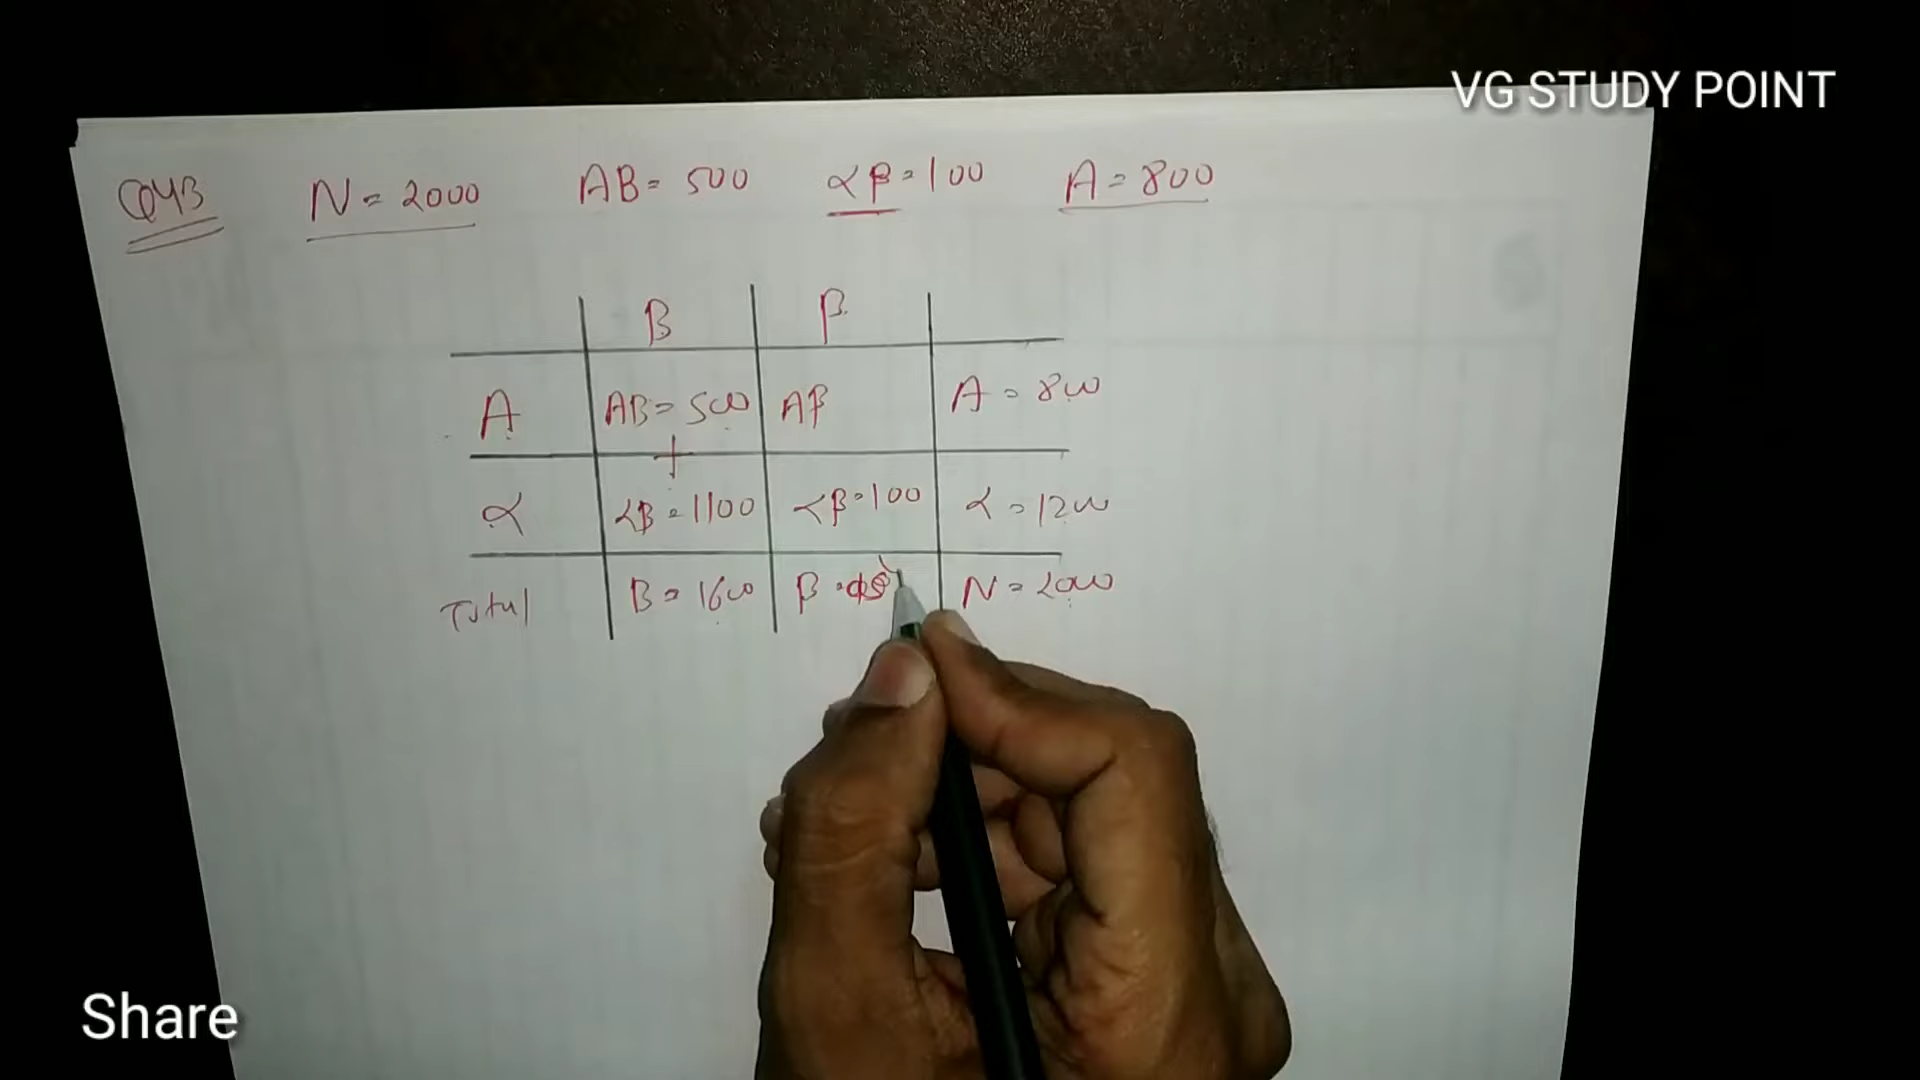 VG STUDY POINT
Q43 N = 2000 AB = 500 αβ = 100 A = 800
B β
A AB = 500 Aβ A = 800
+
α αB = 1100 αβ = 100 α = 1200
Total B = 1600 β = N = 2000
Share